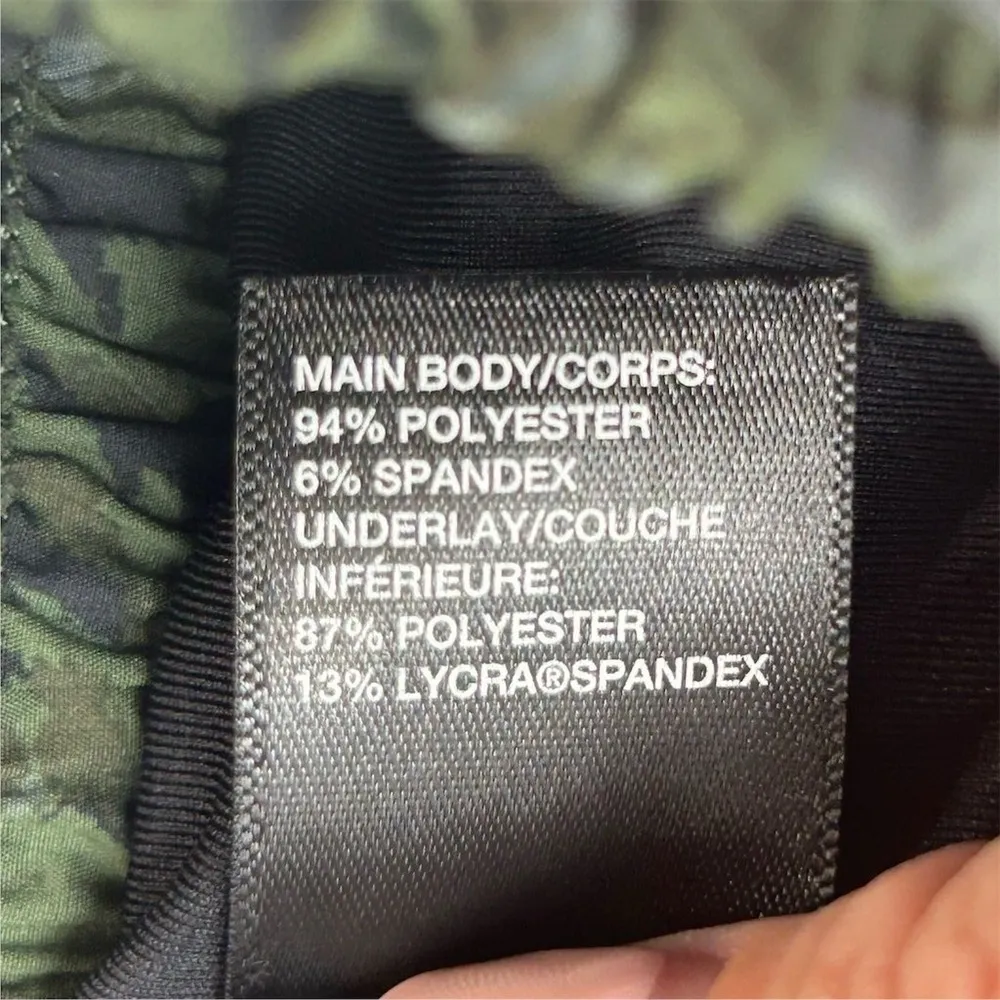 MAIN BODY/CORPS:
94% POLYESTER
6% SPANDEX
UNDERLAY/COUCHE
INFÉRIEURE:
87% POLYESTER
13% LYCRA®SPANDEX